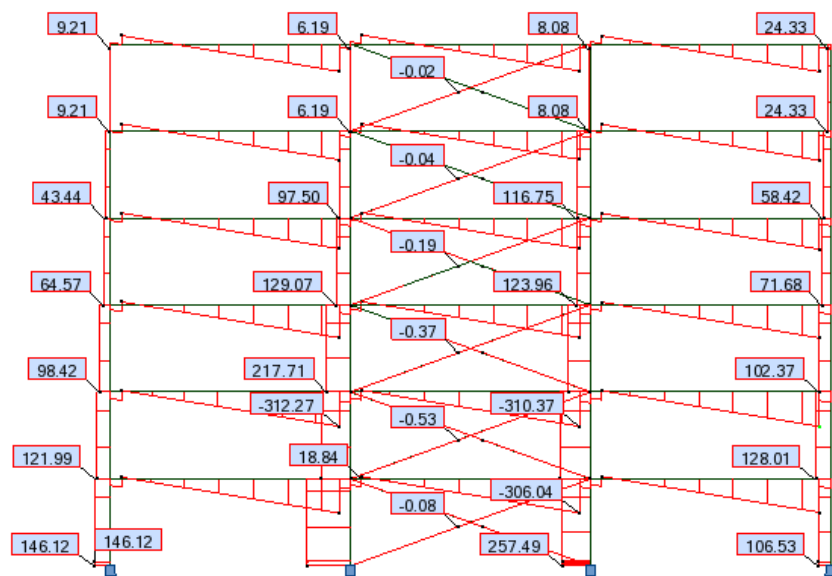 9.21 6.19 8.08 24.33
-0.02
9.21 6.19 8.08 24.33
-0.04
43.44 97.50 116.75 58.42
-0.19
64.57 129.07 123.96 71.68
-0.37
98.42 217.71 102.37
-312.27 -310.37
-0.53
121.99 18.84 128.01
-306.04
-0.08
146.12 146.12 257.49 106.53